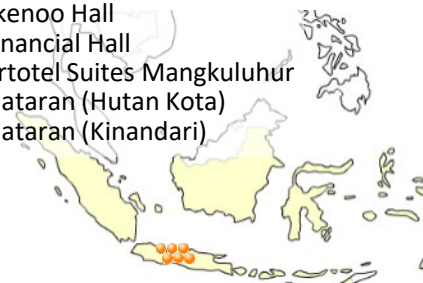 kenoo Hall
nancial Hall
rtotel Suites Mangkuluhur
ataran (Hutan Kota)
ataran (Kinandari)